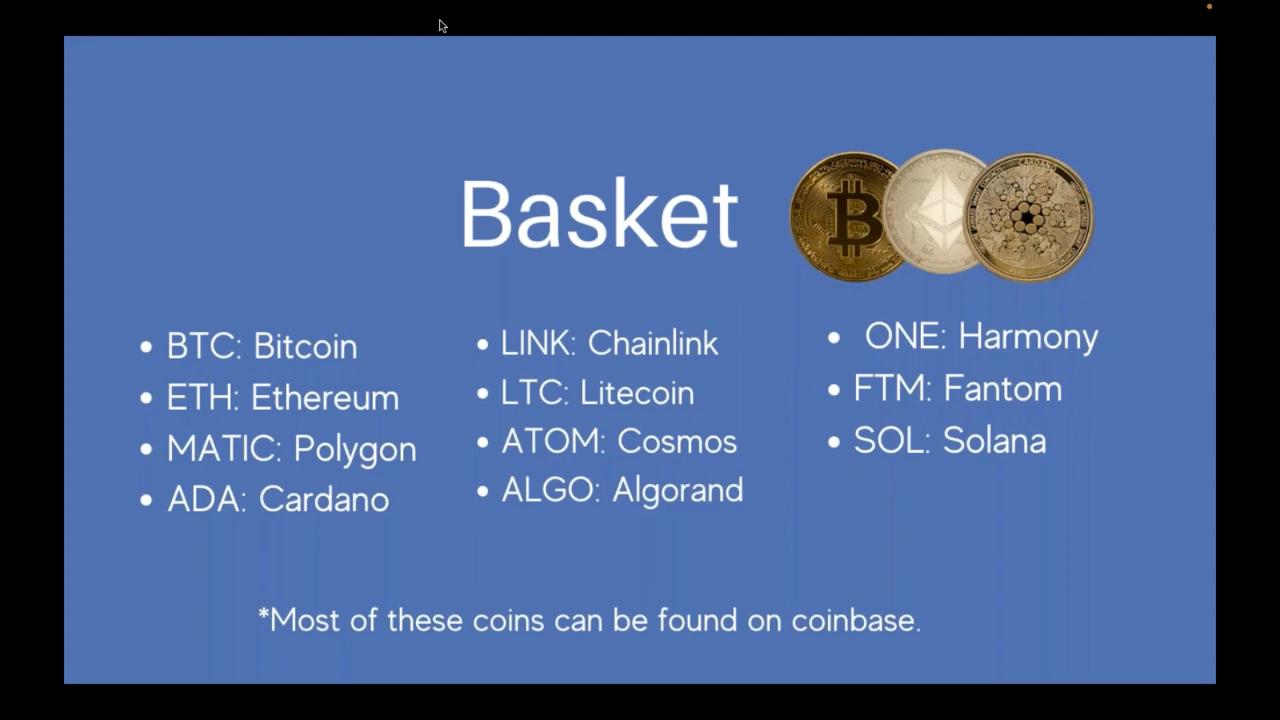 Basket
• BTC: Bitcoin
• ETH: Ethereum
• MATIC: Polygon
• ADA: Cardano
• LINK: Chainlink
• LTC: Litecoin
• ATOM: Cosmos
• ALGO: Algorand
• ONE: Harmony
• FTM: Fantom
• SOL: Solana
*Most of these coins can be found on coinbase.
CARDANO